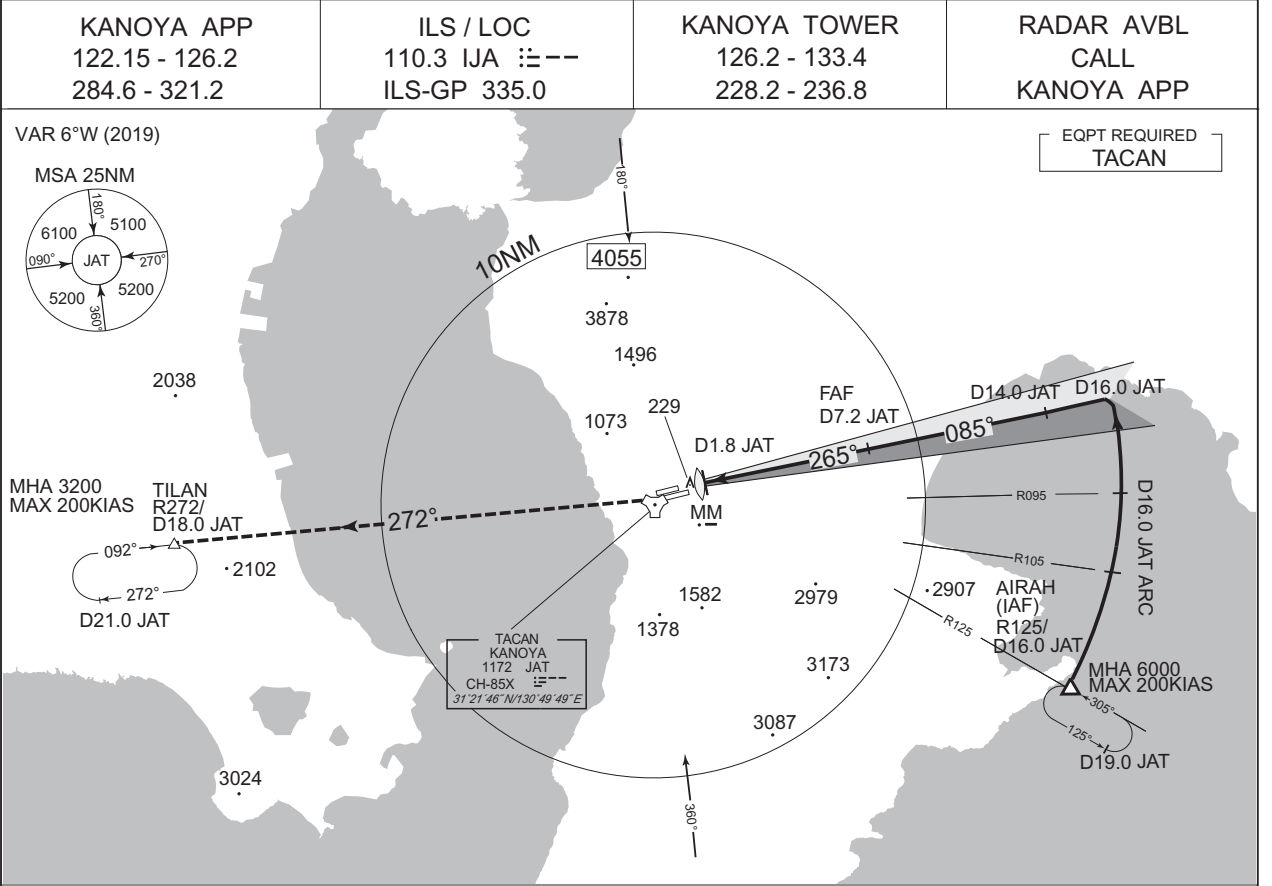 KANOYA APP
122.15 - 126.2
284.6 - 321.2
ILS / LOC
110.3 IJA
ILS-GP 335.0
KANOYA TOWER
126.2 - 133.4
228.2 - 236.8
RADAR AVBL
CALL
KANOYA APP
VAR 6°W (2019)
EQPT REQUIRED
TACAN
MSA 25NM
180°
6100
5100
090°
JAT
270°
5200
5200
360°
180°
10NM
4055
3878
1496
2038
1073
229
FAF
D7.2 JAT
D14.0 JAT
D16.0 JAT
D1.8 JAT
265°
085°
MM
MHA 3200
MAX 200KIAS
TILAN
R272/
D18.0 JAT
272°
092°
272°
D21.0 JAT
2102
R095
D16.0 JAT ARC
R105
R125
2907
AIRAH
(IAF)
R125/
D16.0 JAT
1582
2979
1378
3173
3087
TACAN
KANOYA
1172 JAT
CH-85X
31°21'46"N/130°49'49"E
MHA 6000
MAX 200KIAS
305°
125°
D19.0 JAT
3024
360°